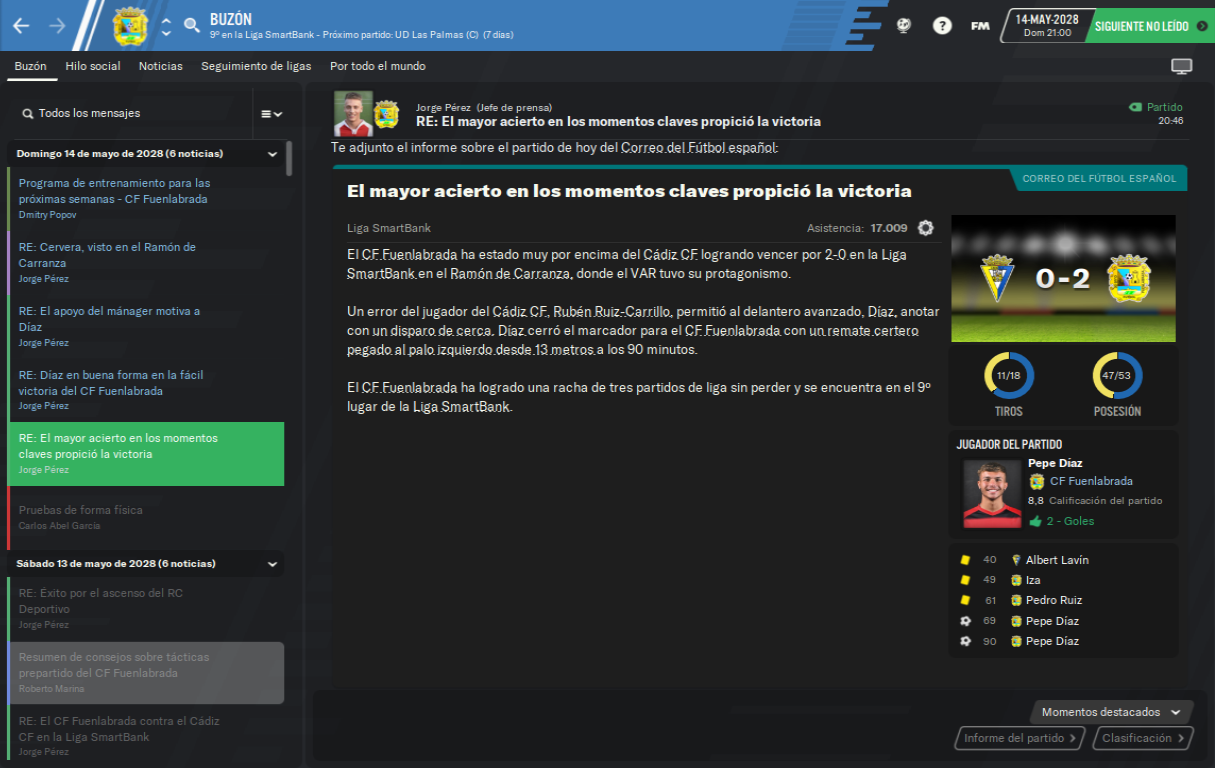 BUZÓN
9º en la Liga SmartBank - Próximo partido: UD Las Palmas (C) (7 días)
FM
14-MAY-2028
Dom 21:00
SIGUIENTE NO LEÍDO
Buzón
Hilo social
Noticias
Seguimiento de ligas
Por todo el mundo
Todos los mensajes
Domingo 14 de mayo de 2028 (6 noticias)
Programa de entrenamiento para las
próximas semanas - CF Fuenlabrada
Dmitry Popov
RE: Cervera, visto en el Ramón de
Carranza
Jorge Pérez
RE: El apoyo del mánager motiva a
Díaz
Jorge Pérez
RE: Díaz en buena forma en la fácil
victoria del CF Fuenlabrada
Jorge Pérez
RE: El mayor acierto en los momentos
claves propició la victoria
Jorge Pérez
Pruebas de forma física
Carlos Abel García
Sábado 13 de mayo de 2028 (6 noticias)
RE: Éxito por el ascenso del RC
Deportivo
Jorge Pérez
Resumen de consejos sobre tácticas
prepartido del CF Fuenlabrada
Roberto Marina
RE: El CF Fuenlabrada contra el Cádiz
CF en la Liga SmartBank
Jorge Pérez
Jorge Pérez (Jefe de prensa)
RE: El mayor acierto en los momentos claves propició la victoria
Partido
20:46
Te adjunto el informe sobre el partido de hoy del Correo del Fútbol español:
CORREO DEL FÚTBOL ESPAÑOL
El mayor acierto en los momentos claves propició la victoria
Liga SmartBank
Asistencia: 17.009
El CF Fuenlabrada ha estado muy por encima del Cádiz CF logrando vencer por 2-0 en la Liga
SmartBank en el Ramón de Carranza, donde el VAR tuvo su protagonismo.
Un error del jugador del Cádiz CF, Rubén Ruiz-Carrillo, permitió al delantero avanzado, Díaz, anotar
con un disparo de cerca. Díaz cerró el marcador para el CF Fuenlabrada con un remate certero
pegado al palo izquierdo desde 13 metros a los 90 minutos.
El CF Fuenlabrada ha logrado una racha de tres partidos de liga sin perder y se encuentra en el 9º
lugar de la Liga SmartBank.
0-2
11/18
47/53
TIROS
POSESIÓN
JUGADOR DEL PARTIDO
Pepe Díaz
CF Fuenlabrada
8,8 Calificación del partido
2 - Goles
40 Albert Lavín
49 Iza
61 Pedro Ruiz
69 Pepe Díaz
90 Pepe Díaz
Momentos destacados
Informe del partido
Clasificación